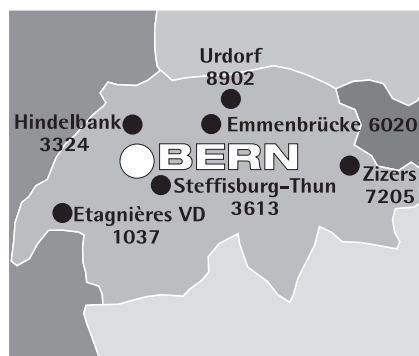 Urdorf
8902
Hindelbank
3324
Emmenbrücke 6020
BERN
Zizers
7205
Steffisburg-Thun
3613
Etagnières VD
1037